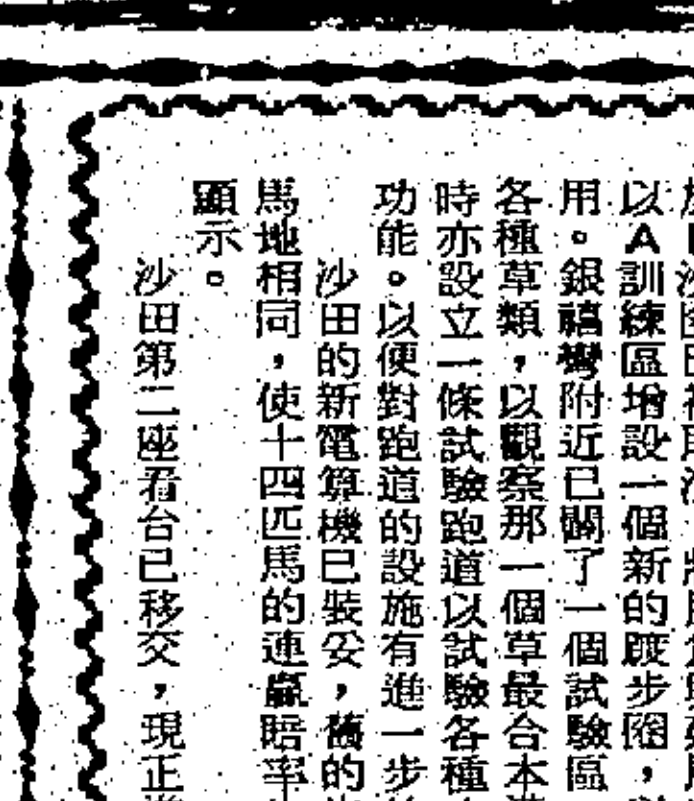 以A訓練區增設一個新的踱步圈，
用。銀禧灣附近已闢了一個試驗區
各種草類，以觀察那一個草最合本
時亦設立一條試驗跑道以試驗各種
功能。以便對跑道的設施有進一步
沙田的新電算機已裝妥，舊的
馬地相同，使十四匹馬的連贏賠率
顯示。
沙田第二座看台已移交，現正